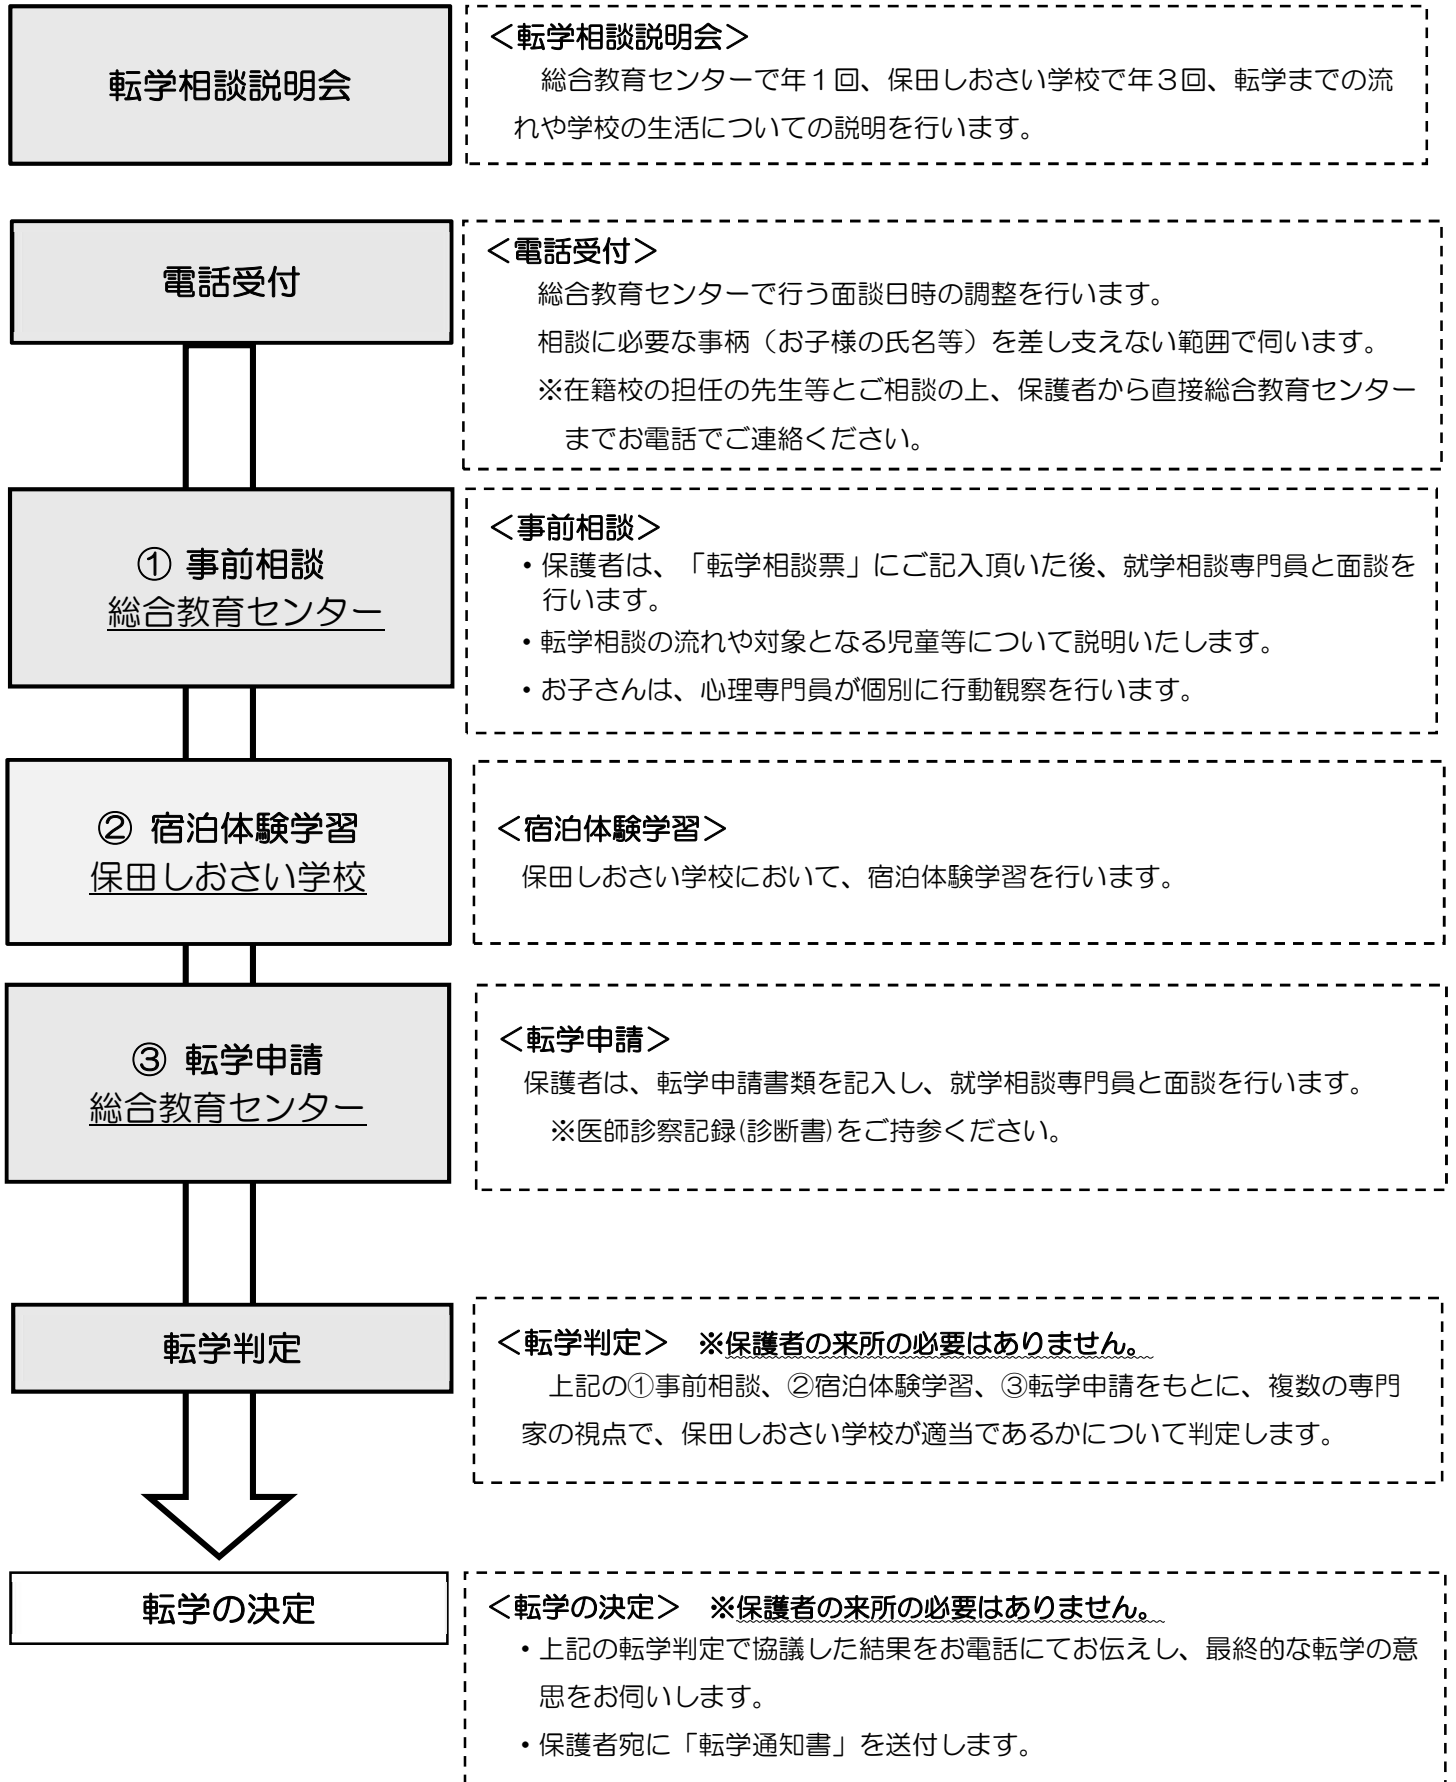 転学相談説明会
＜転学相談説明会＞
総合教育センターで年１回、保田しおさい学校で年３回、転学までの流
れや学校の生活についての説明を行います。
電話受付
＜電話受付＞
総合教育センターで行う面談日時の調整を行います。
相談に必要な事柄（お子様の氏名等）を差し支えない範囲で伺います。
※在籍校の担任の先生等とご相談の上、保護者から直接総合教育センター
までお電話でご連絡ください。
① 事前相談
総合教育センター
＜事前相談＞
・保護者は、「転学相談票」にご記入頂いた後、就学相談専門員と面談を
行います。
・転学相談の流れや対象となる児童等について説明いたします。
・お子さんは、心理専門員が個別に行動観察を行います。
② 宿泊体験学習
保田しおさい学校
＜宿泊体験学習＞
保田しおさい学校において、宿泊体験学習を行います。
③ 転学申請
総合教育センター
＜転学申請＞
保護者は、転学申請書類を記入し、就学相談専門員と面談を行います。
※医師診察記録(診断書)をご持参ください。
転学判定
＜転学判定＞ ※保護者の来所の必要はありません。
上記の①事前相談、②宿泊体験学習、③転学申請をもとに、複数の専門
家の視点で、保田しおさい学校が適当であるかについて判定します。
転学の決定
＜転学の決定＞ ※保護者の来所の必要はありません。
・上記の転学判定で協議した結果をお電話にてお伝えし、最終的な転学の意
思をお伺いします。
・保護者宛に「転学通知書」を送付します。